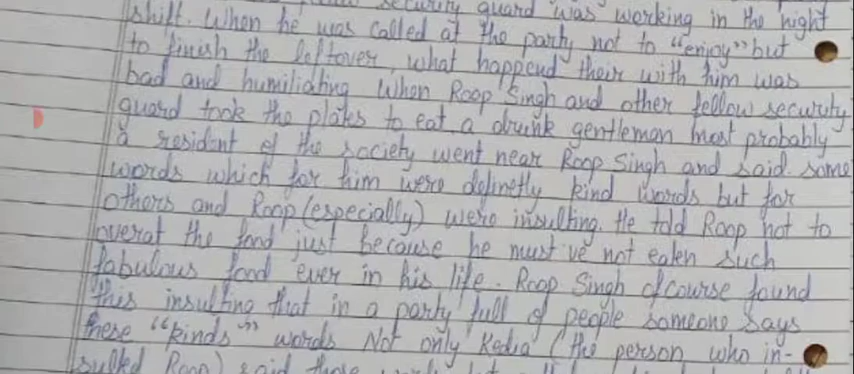 security guard was working in the night
shift. When he was called at the party not to "enjoy" but
to finish the leftover, what happend their with him was
bad and humiliating When Roop Singh and other fellow security
guard took the plates to eat a drunk gentleman most probably
a resident of the society went near Roop Singh and said some
words which for him were definetly kind words but for
others and Roop (especially) were insulting. He told Roop not to
overat the food just because he must've not eaten such
fabulous food ever in his life. Roop Singh ofcourse found
this insulting that in a party full of people someone says
these "kinds" words Not only Kedia (the person who in-
sulted Roop) said these